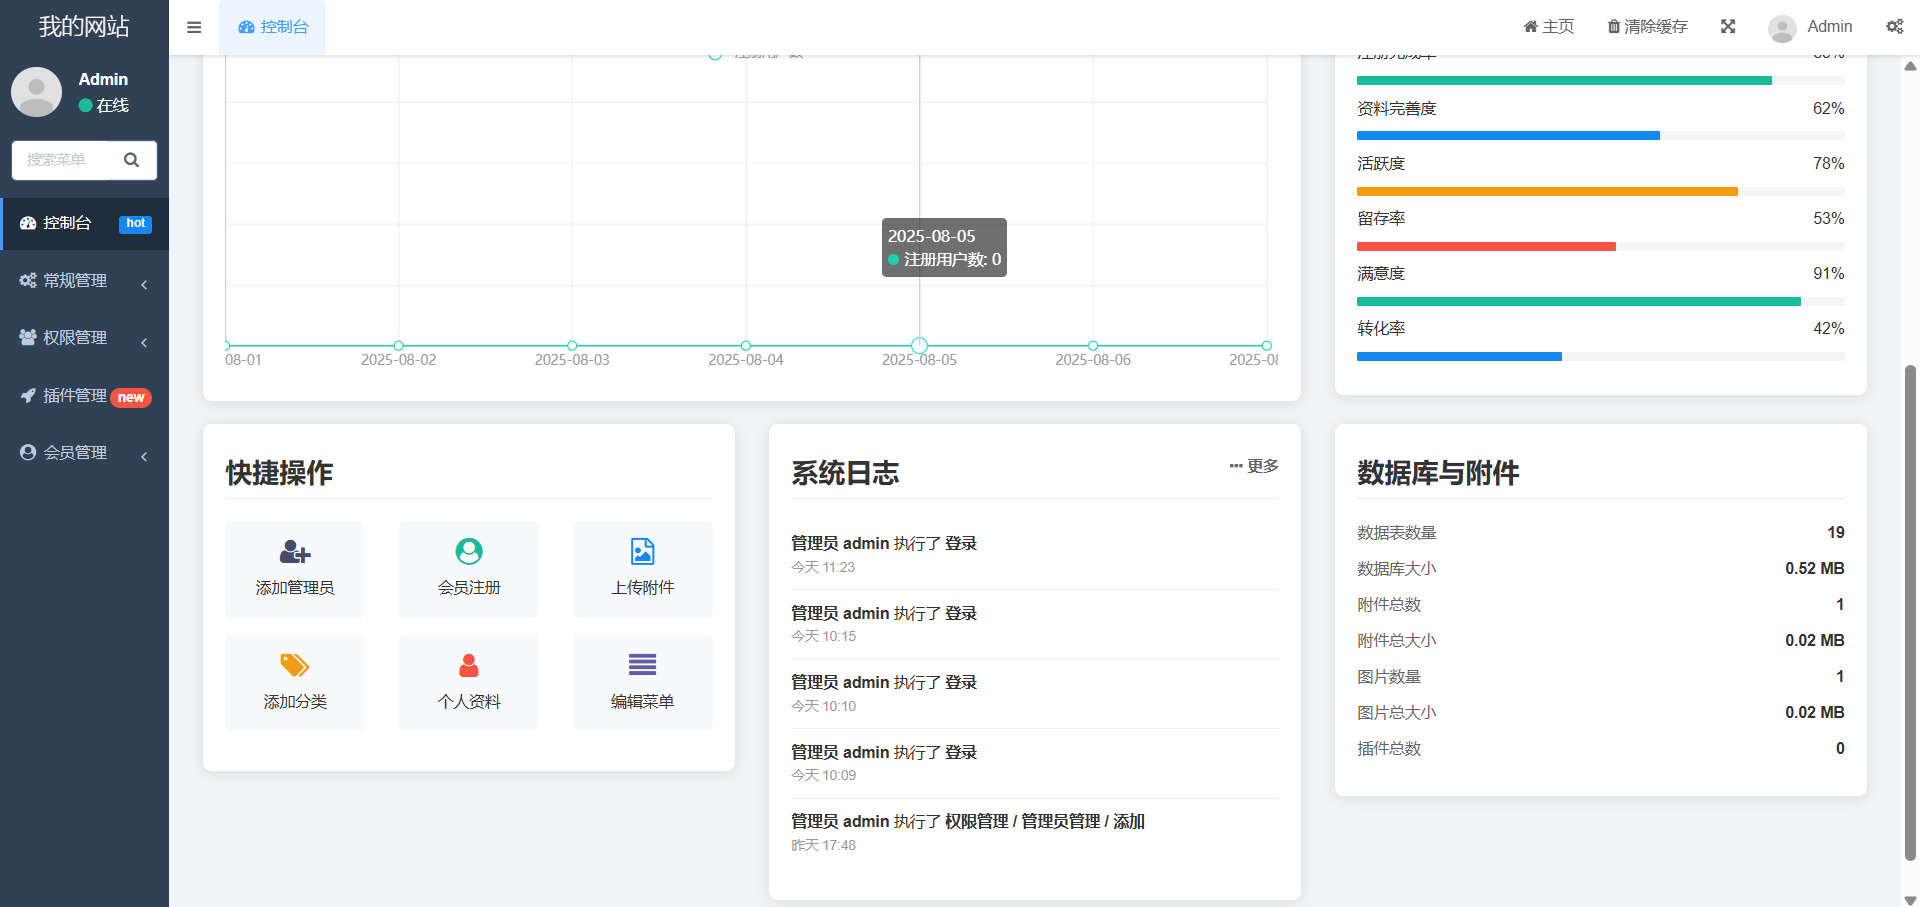 我的网站
控制台
主页
清除缓存
Admin
Admin
在线
搜索菜单
控制台
hot
常规管理
权限管理
插件管理
new
会员管理
注册用户数
2025-08-05
注册用户数: 0
08-01
2025-08-02
2025-08-03
2025-08-04
2025-08-05
2025-08-06
2025-08
注册完成率
资料完善度 62%
活跃度 78%
留存率 53%
满意度 91%
转化率 42%
快捷操作
添加管理员
会员注册
上传附件
添加分类
个人资料
编辑菜单
系统日志
更多
管理员 admin 执行了 登录
今天 11:23
管理员 admin 执行了 登录
今天 10:15
管理员 admin 执行了 登录
今天 10:10
管理员 admin 执行了 登录
今天 10:09
管理员 admin 执行了 权限管理 / 管理员管理 / 添加
昨天 17:48
数据库与附件
数据表数量 19
数据库大小 0.52 MB
附件总数 1
附件总大小 0.02 MB
图片数量 1
图片总大小 0.02 MB
插件总数 0